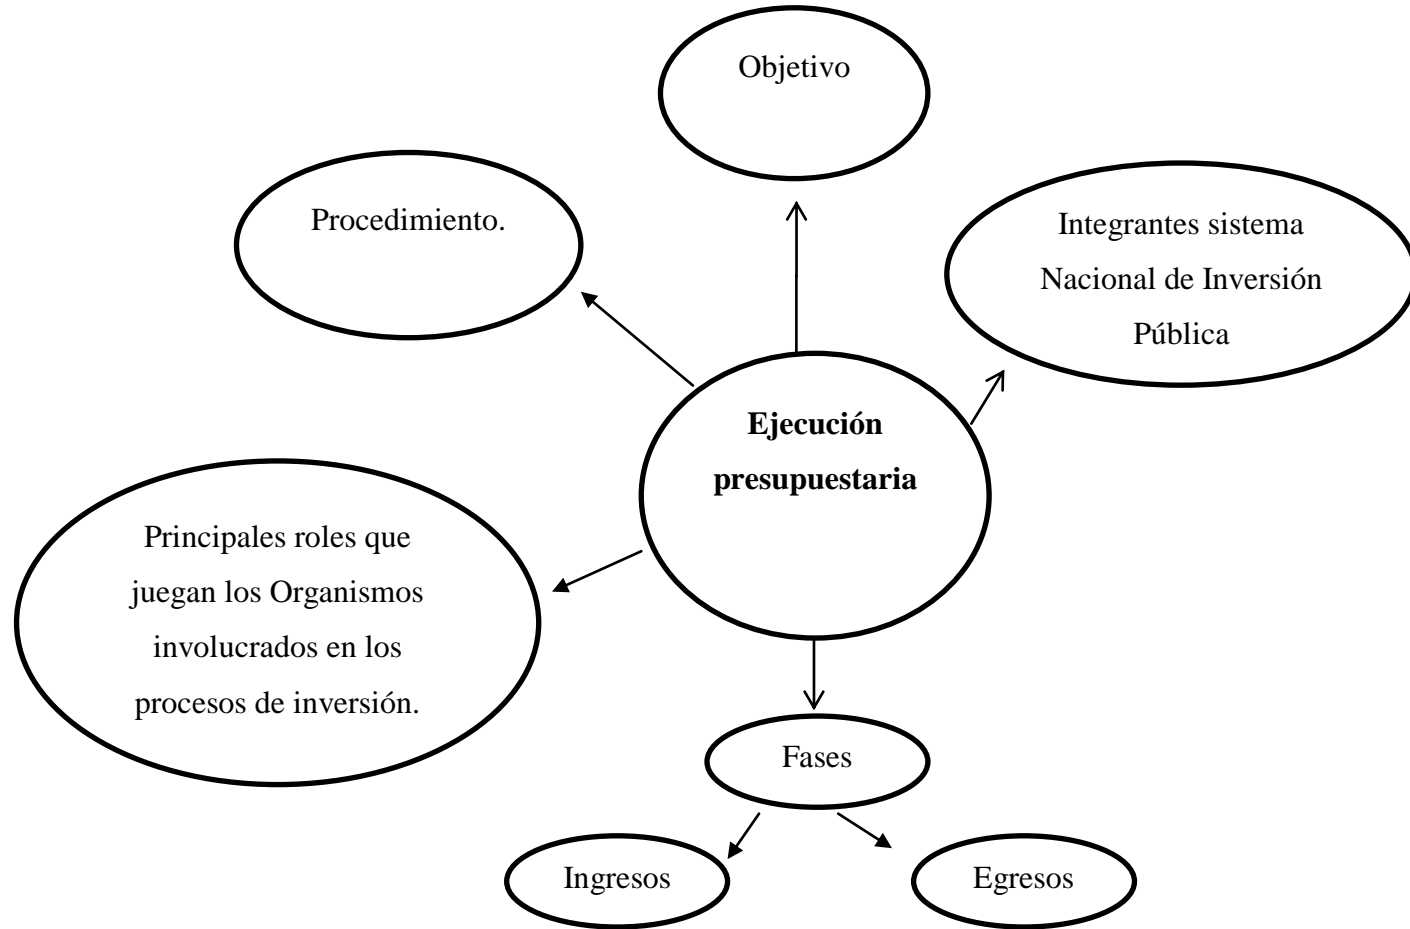 Objetivo
Procedimiento.
Integrantes sistema
Nacional de Inversión
Pública
Ejecución
presupuestaria
Principales roles que
juegan los Organismos
involucrados en los
procesos de inversión.
Fases
Ingresos
Egresos